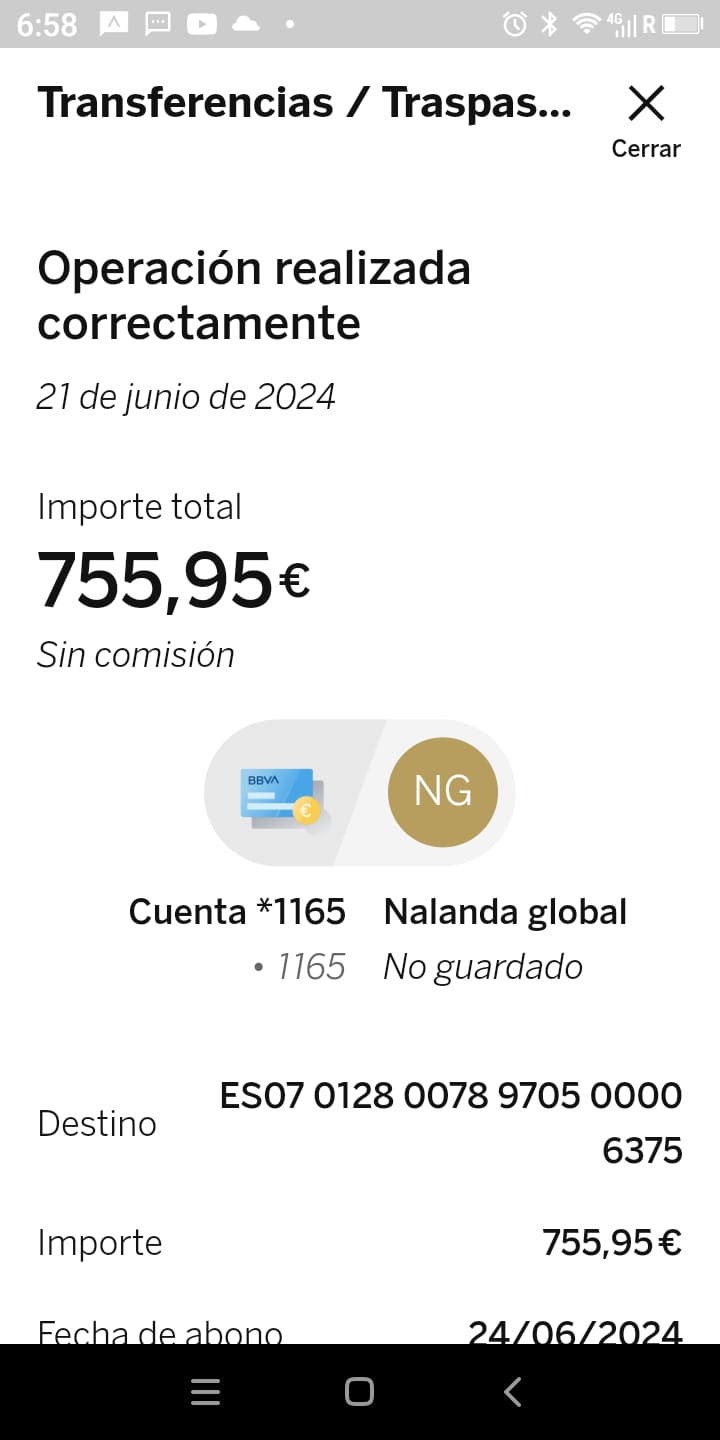 6:58
4G R
Transferencias / Traspas...
Cerrar
Operación realizada
correctamente
21 de junio de 2024
Importe total
755,95 €
Sin comisión
BBVA
€
NG
Cuenta *1165 Nalanda global
• 1165 No guardado
Destino
ES07 0128 0078 9705 0000
6375
Importe 755,95 €
Fecha de abono 24/06/2024